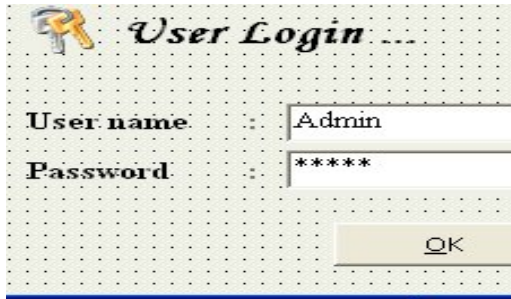 User Login ...
User name : Admin
Password : *****
OK